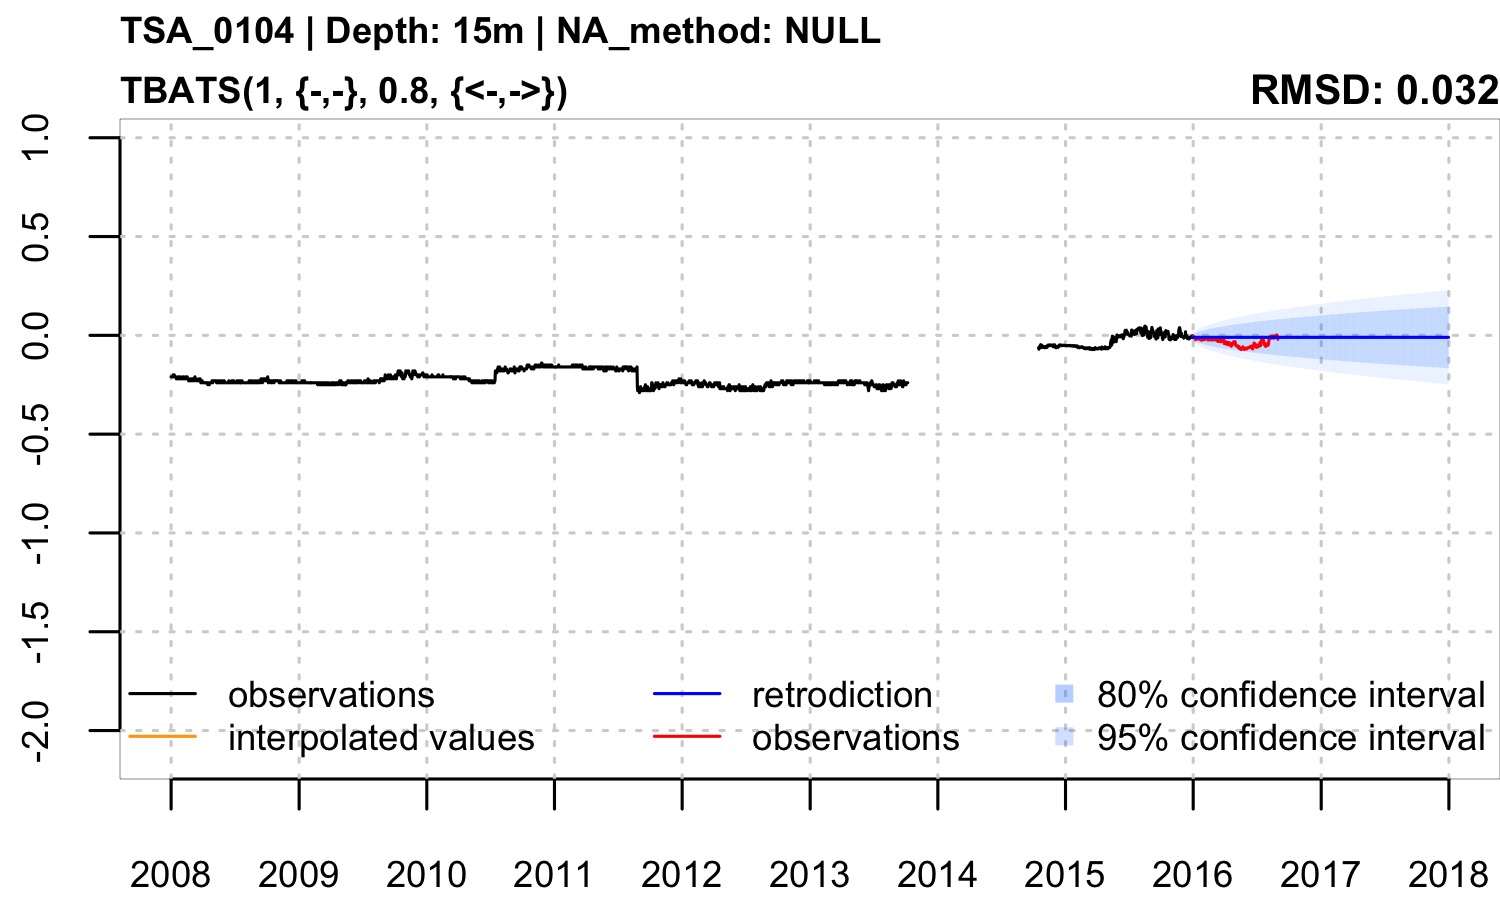 TSA_0104 | Depth: 15m | NA_method: NULL
TBATS(1, {-,-}, 0.8, {<-,->})
RMSD: 0.032
1.0
0.5
0.0
-0.5
-1.0
-1.5
-2.0
observations
interpolated values
retrodiction
observations
80% confidence interval
95% confidence interval
2008 2009 2010 2011 2012 2013 2014 2015 2016 2017 2018